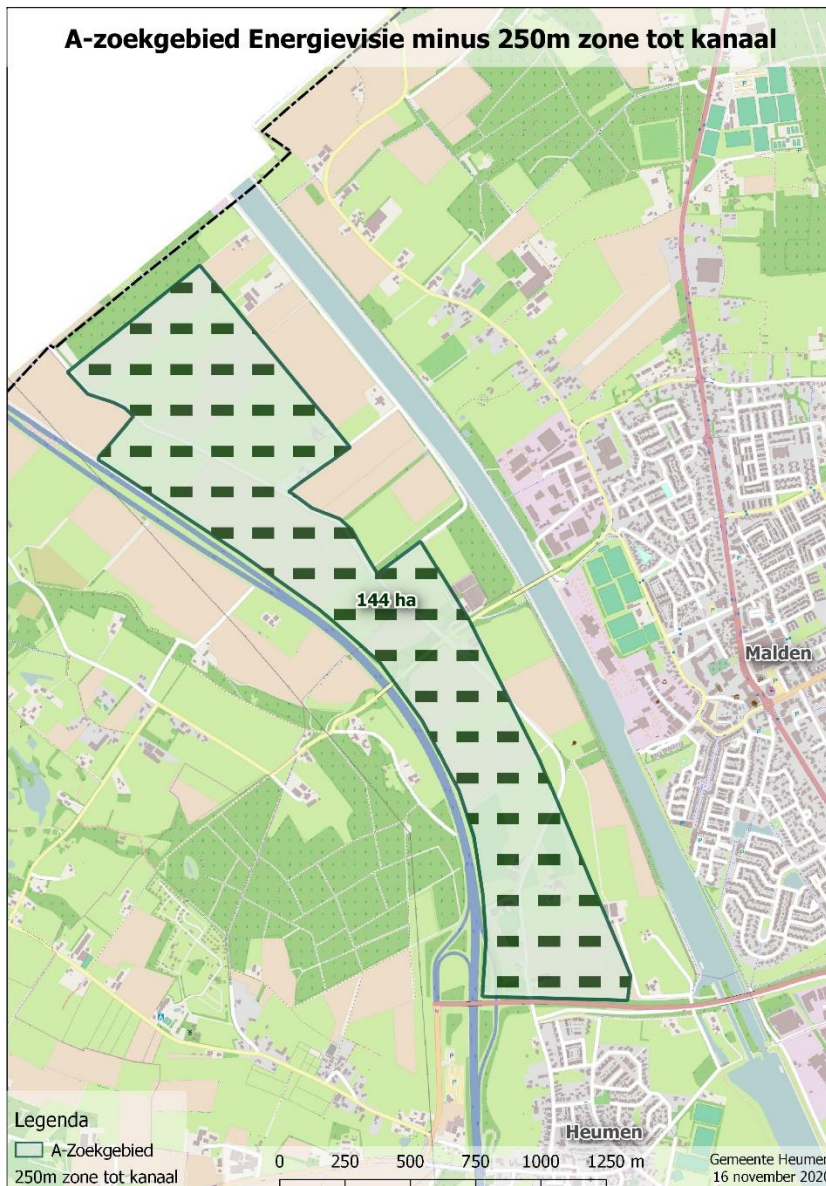 A-zoekgebied Energievisie minus 250m zone tot kanaal
144 ha
Malden
Heumen
Legenda
A-Zoekgebied
250m zone tot kanaal
0 250 500 750 1000 1250 m
Gemeente Heumen
16 november 2020